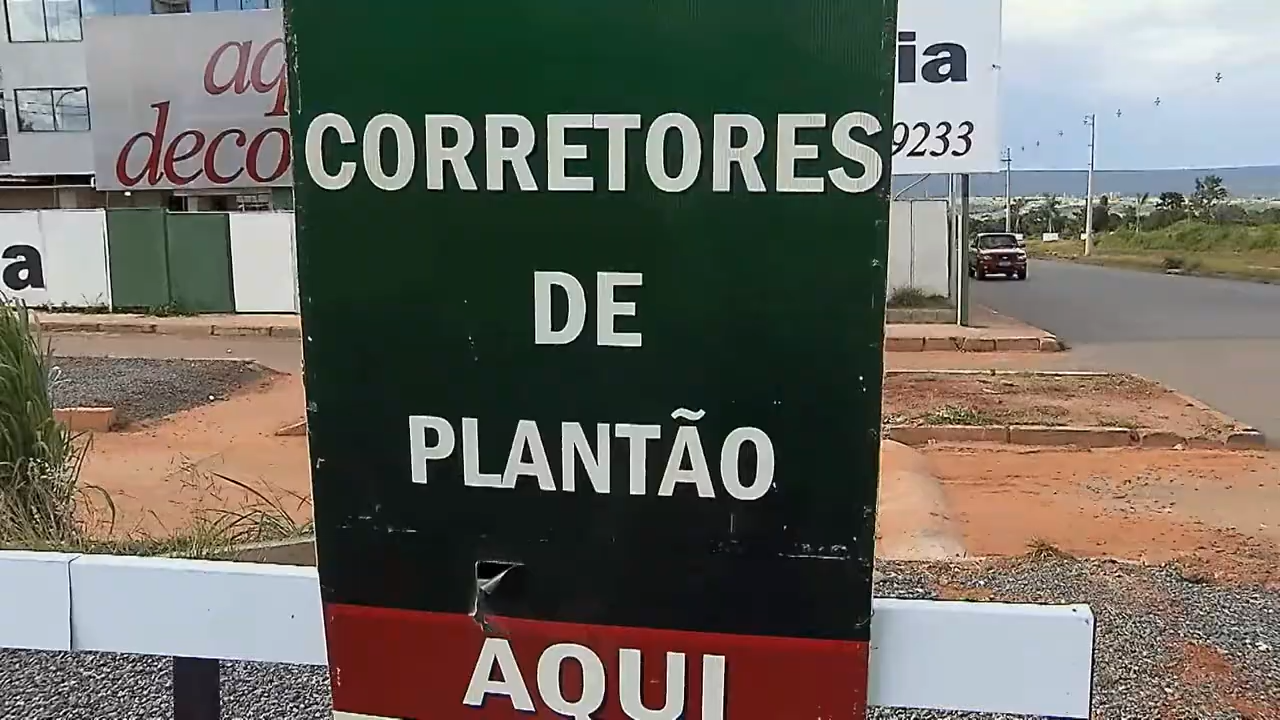 CORRETORES
DE
PLANTÃO
AQUI
deco
ia
9233
a